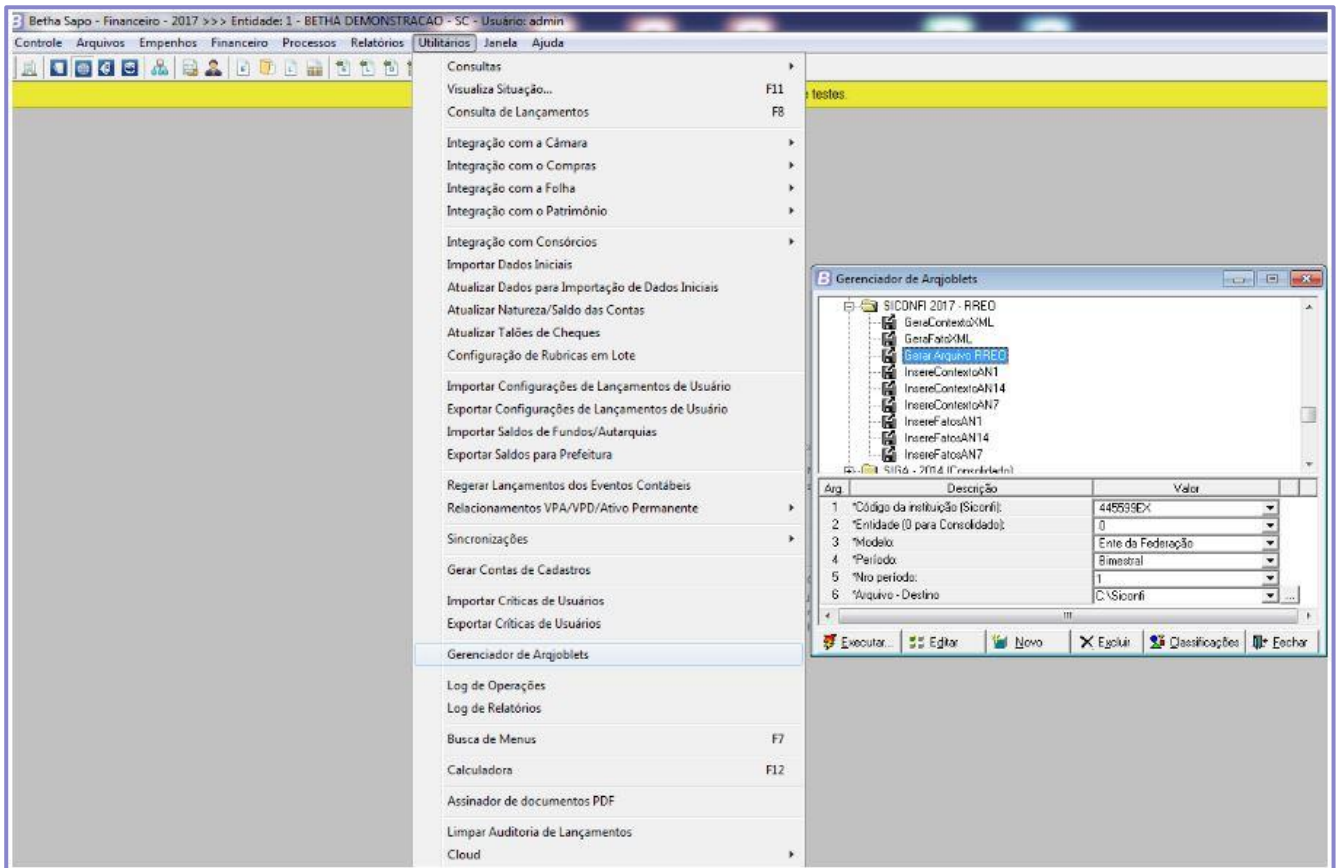 Betha Sapo - Financeiro - 2017 >>> Entidade: 1 - BETHA DEMONSTRACAO - SC - Usuário: admin
Controle Arquivos Empenhos Financeiro Processos Relatórios Utilitários Janela Ajuda
Consultas
Visualiza Situação... F11
testes.
Consulta de Lançamentos F8
Integração com a Câmara
Integração com o Compras
Integração com a Folha
Integração com o Patrimônio
Integração com Consórcios
Importar Dados Iniciais
Atualizar Dados para Importação de Dados Iniciais
Atualizar Natureza/Saldo das Contas
Atualizar Talões de Cheques
Configuração de Rubricas em Lote
Importar Configurações de Lançamentos de Usuário
Exportar Configurações de Lançamentos de Usuário
Importar Saldos de Fundos/Autarquias
Exportar Saldos para Prefeitura
Regerar Lançamentos dos Eventos Contábeis
Relacionamentos VPA/VPD/Ativo Permanente
Sincronizações
Gerar Contas de Cadastros
Importar Críticas de Usuários
Exportar Críticas de Usuários
Gerenciador de Arqjoblets
Log de Operações
Log de Relatórios
Busca de Menus F7
Calculadora F12
Assinador de documentos PDF
Limpar Auditoria de Lançamentos
Cloud
Gerenciador de Arqjoblets
SICONFI 2017 - RREO
GeraContextoXML
GeraFatoXML
Gerar Arquivo RREO
InsereContextoAN1
InsereContextoAN14
InsereContextoAN7
InsereFatosAN1
InsereFatosAN14
InsereFatosAN7
SIGA - 2014 (Consolidado)
Arg. Descrição Valor
1 *Código da instituição (Siconfi): 445599EX
2 *Entidade (0 para Consolidado): 0
3 *Modelo: Ente da Federação
4 *Período: Bimestral
5 *Nro período: 1
6 *Arquivo - Destino C:\Siconfi ...
Executar... Editar Novo Excluir Classificações Fechar